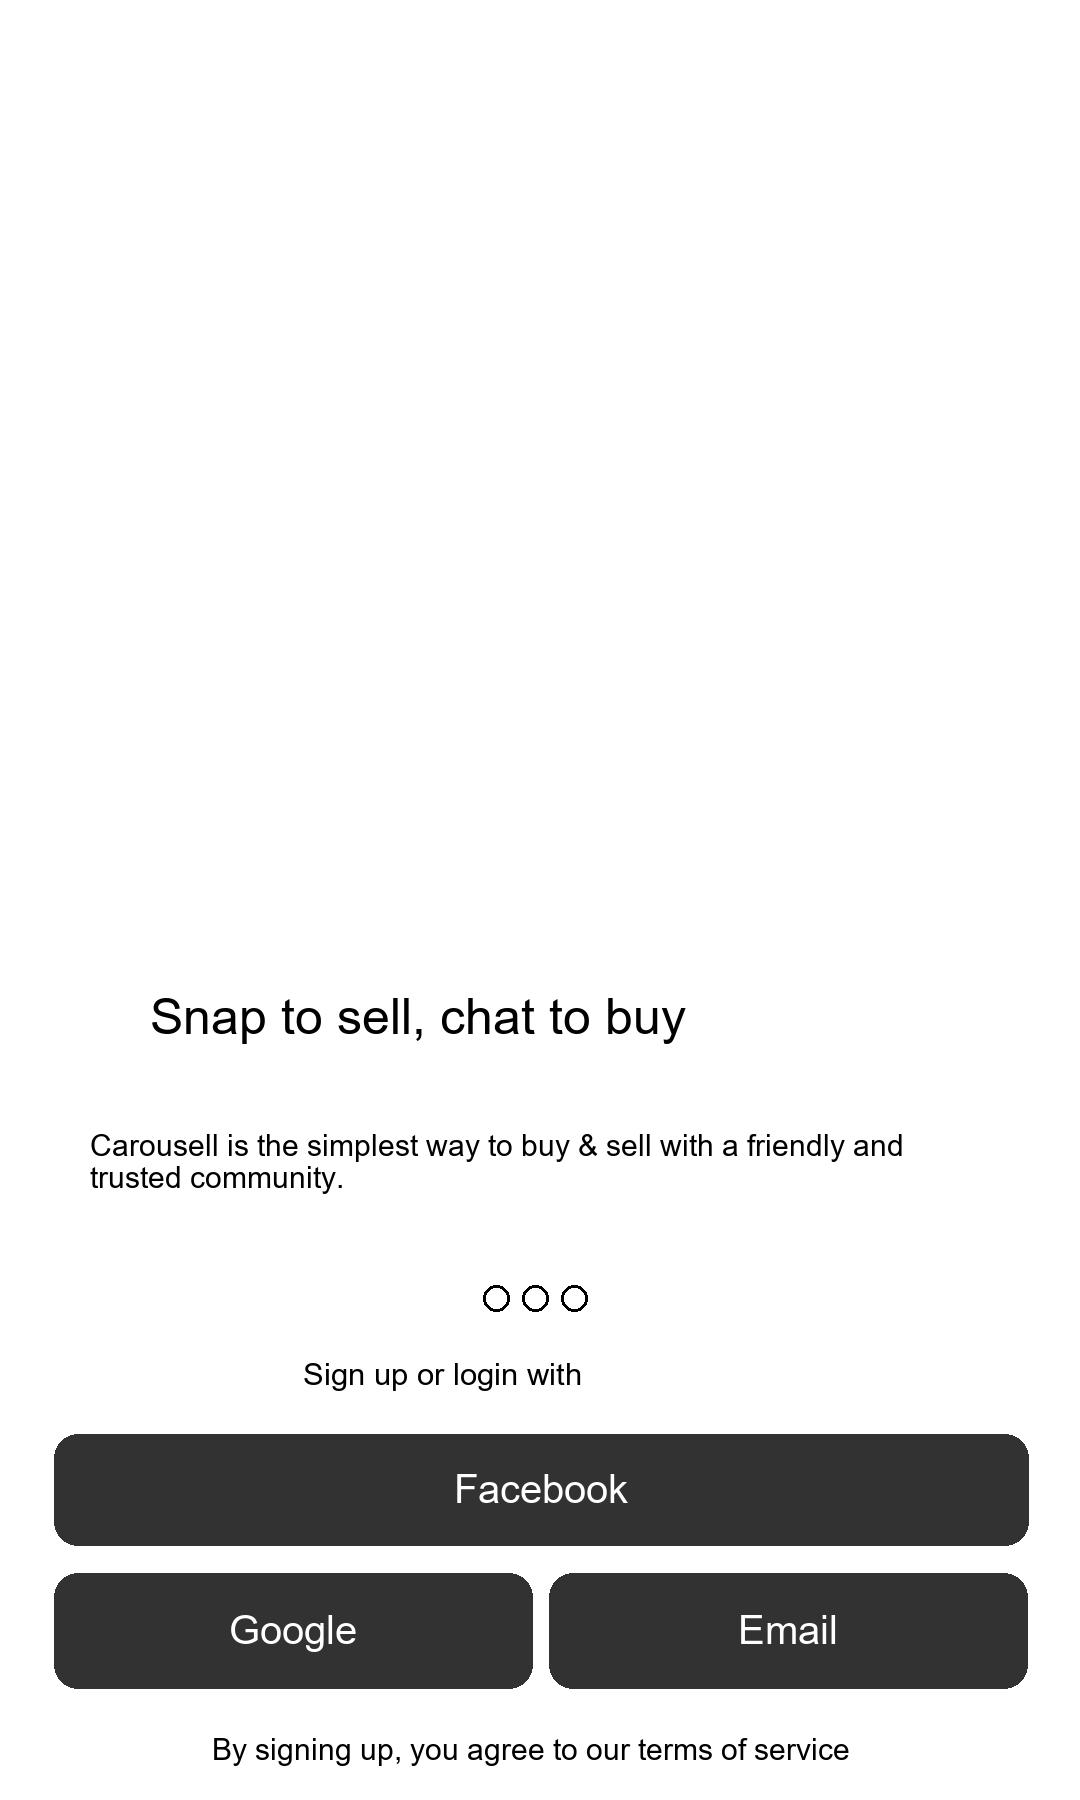 Snap to sell, chat to buy
Carousell is the simplest way to buy & sell with a friendly and
trusted community.
Sign up or login with
Facebook
Google
Email
By signing up, you agree to our terms of service